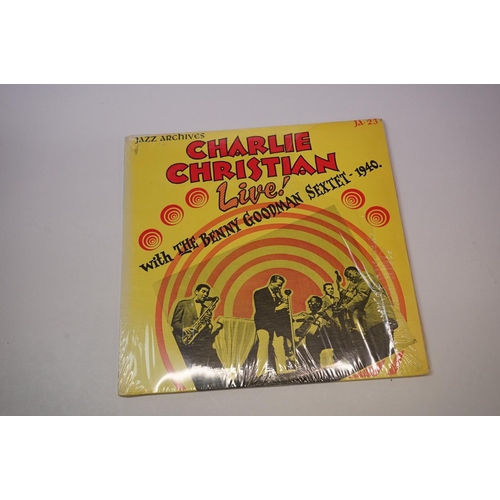 JAZZ ARCHIVES
JA-23
CHARLIE
CHRISTIAN
Live!
with THE BENNY GOODMAN SEXTET - 1940.